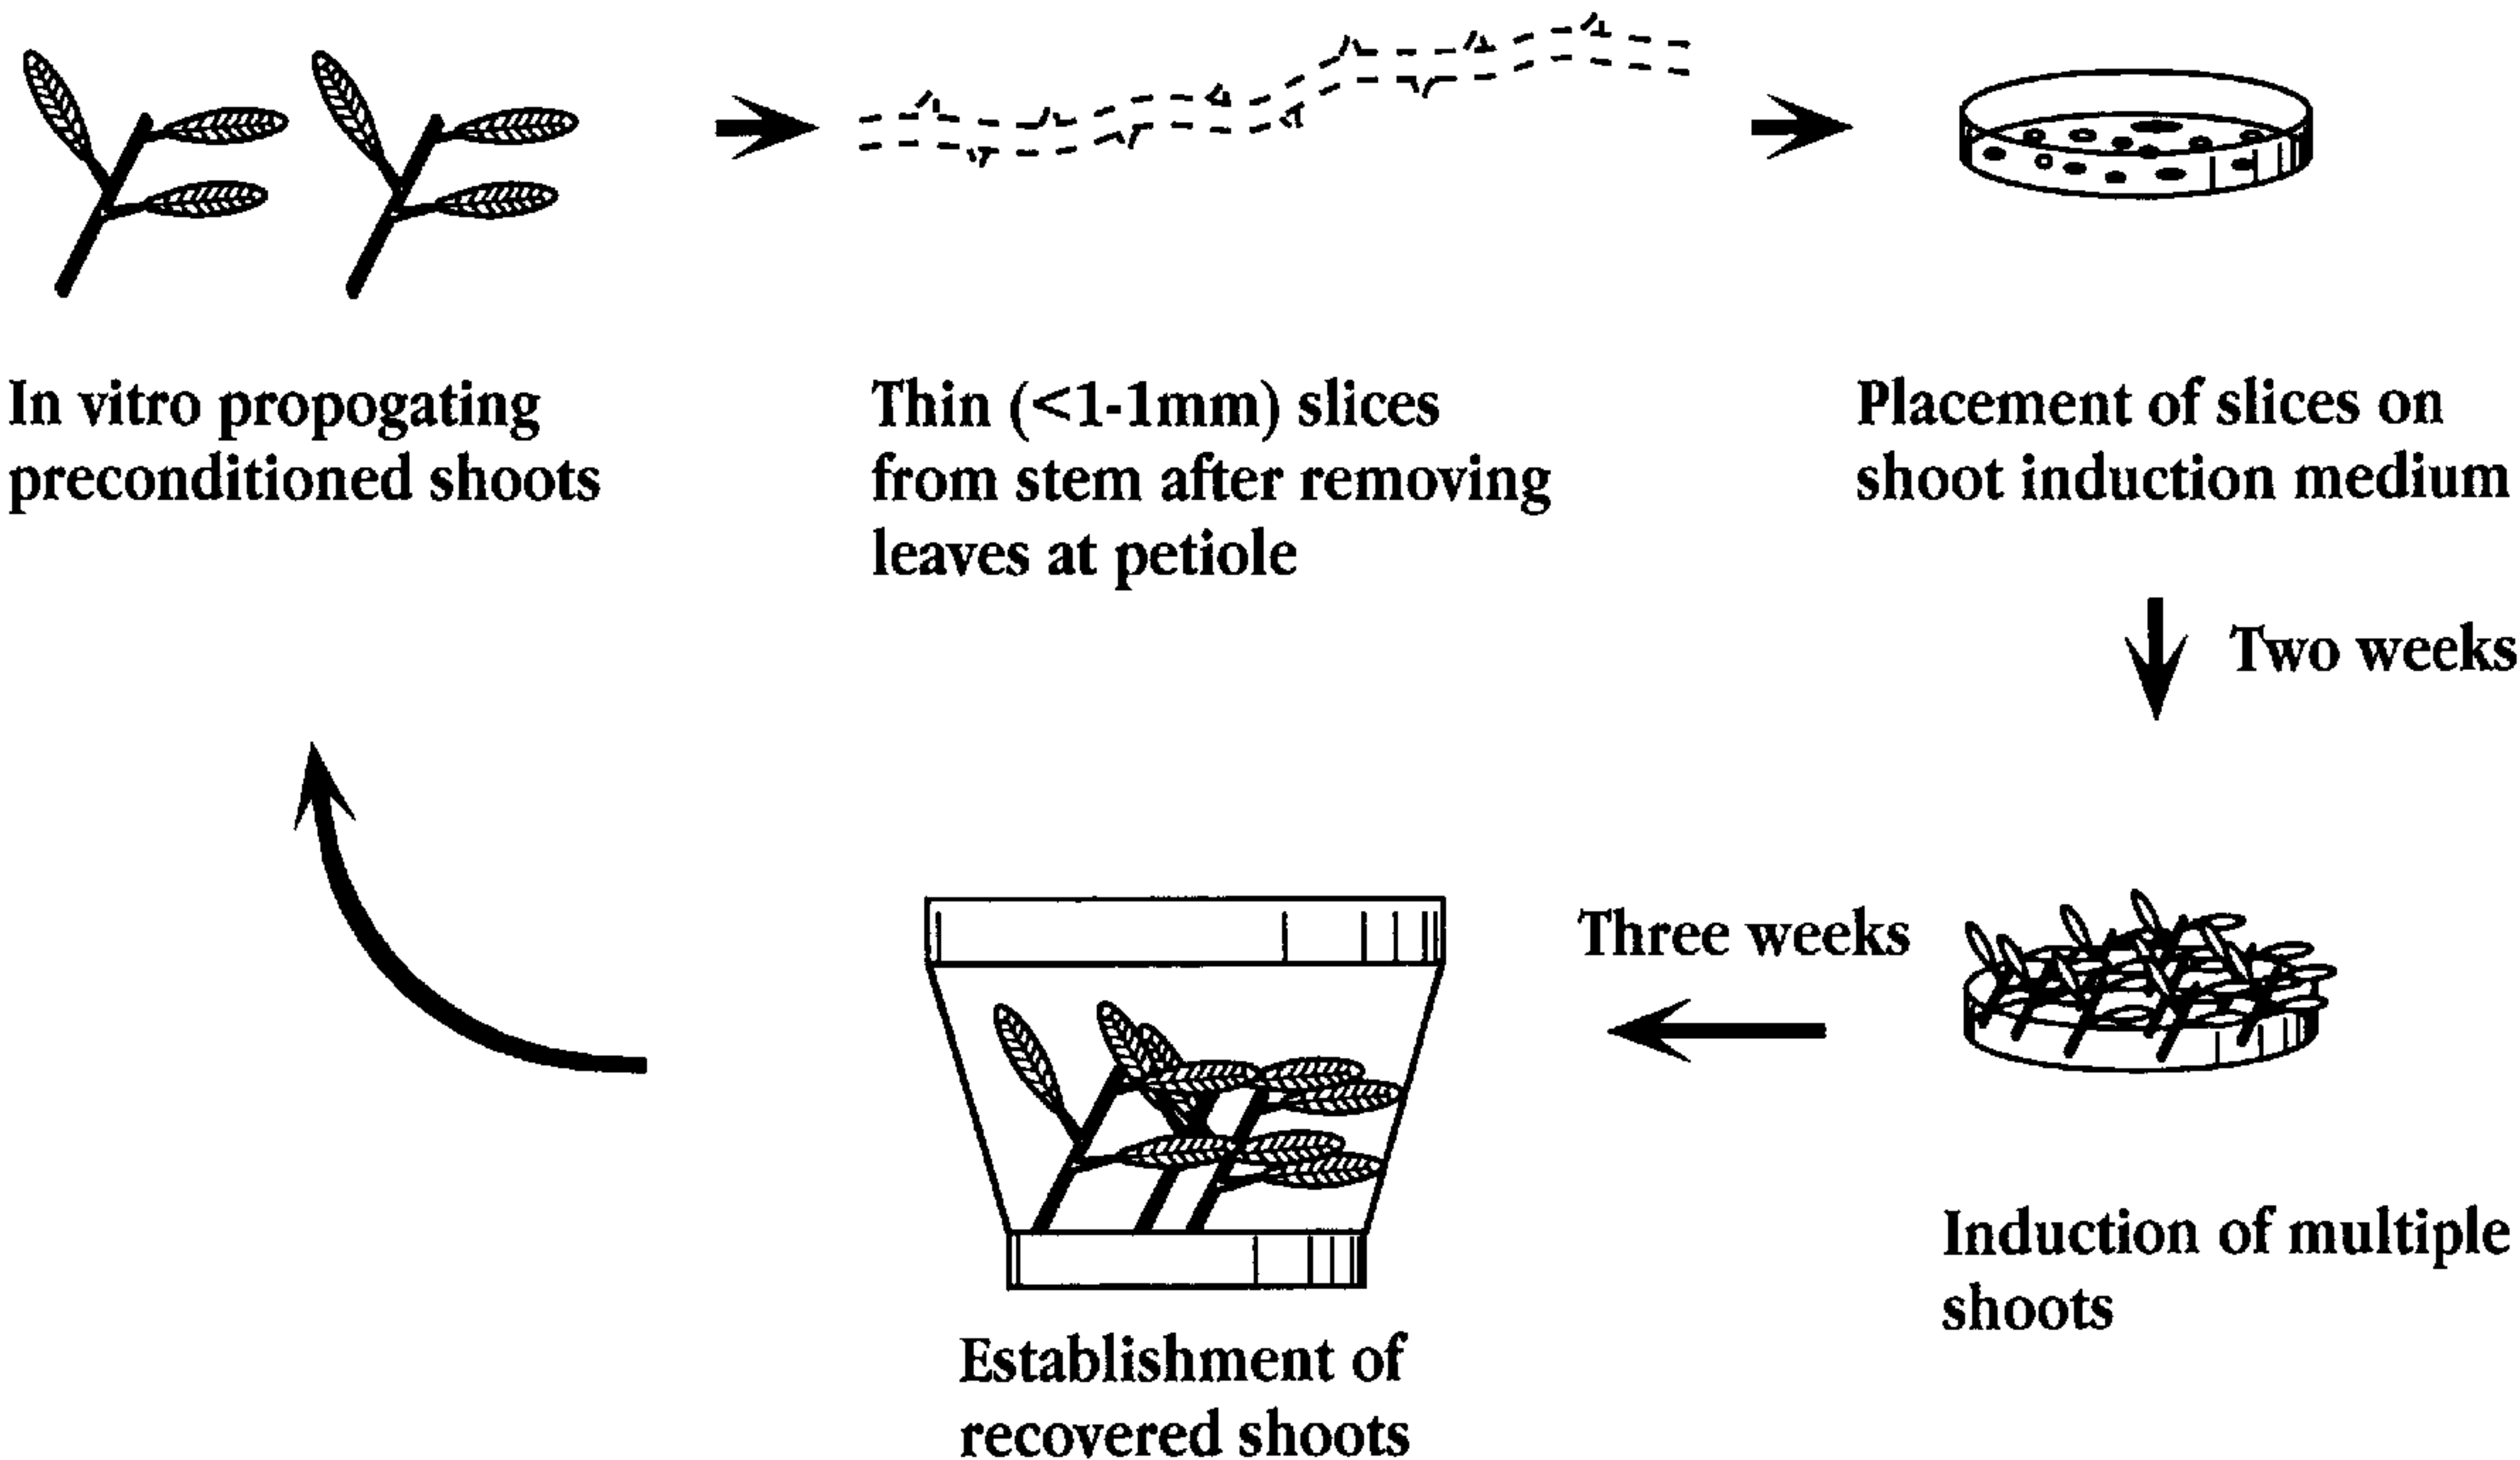 In vitro propogating
preconditioned shoots
Thin (<1-1mm) slices
from stem after removing
leaves at petiole
Placement of slices on
shoot induction medium
Two weeks
Three weeks
Induction of multiple
shoots
Establishment of
recovered shoots